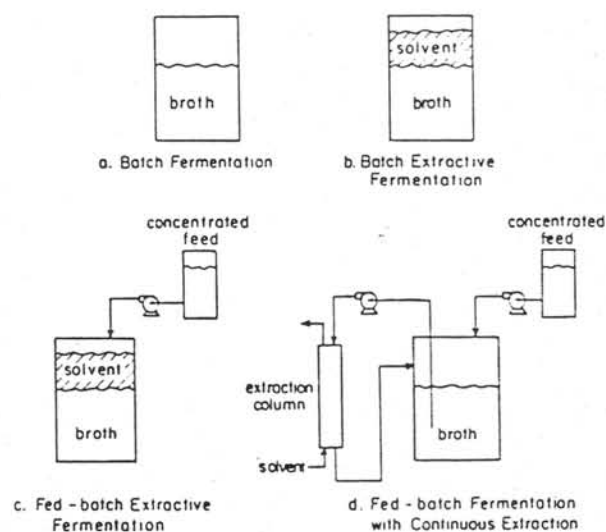 broth
a. Batch Fermentation
solvent
broth
b. Batch Extractive
Fermentation
concentrated
feed
solvent
broth
c. Fed - batch Extractive
Fermentation
concentrated
feed
extraction
column
solvent
broth
d. Fed - batch Fermentation
with Continuous Extraction